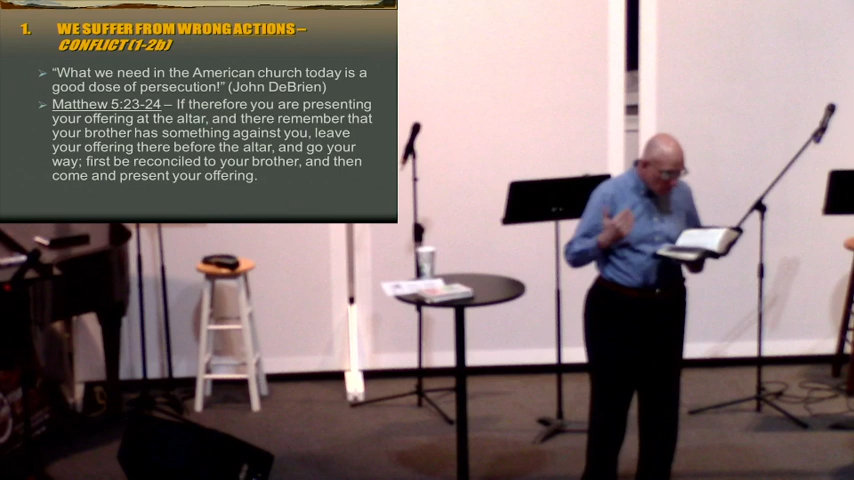 1. WE SUFFER FROM WRONG ACTIONS –
CONFLICT (1-2b)
➢ “What we need in the American church today is a
good dose of persecution!” (John DeBrien)
➢ Matthew 5:23-24 – If therefore you are presenting
your offering at the altar, and there remember that
your brother has something against you, leave
your offering there before the altar, and go your
way; first be reconciled to your brother, and then
come and present your offering.